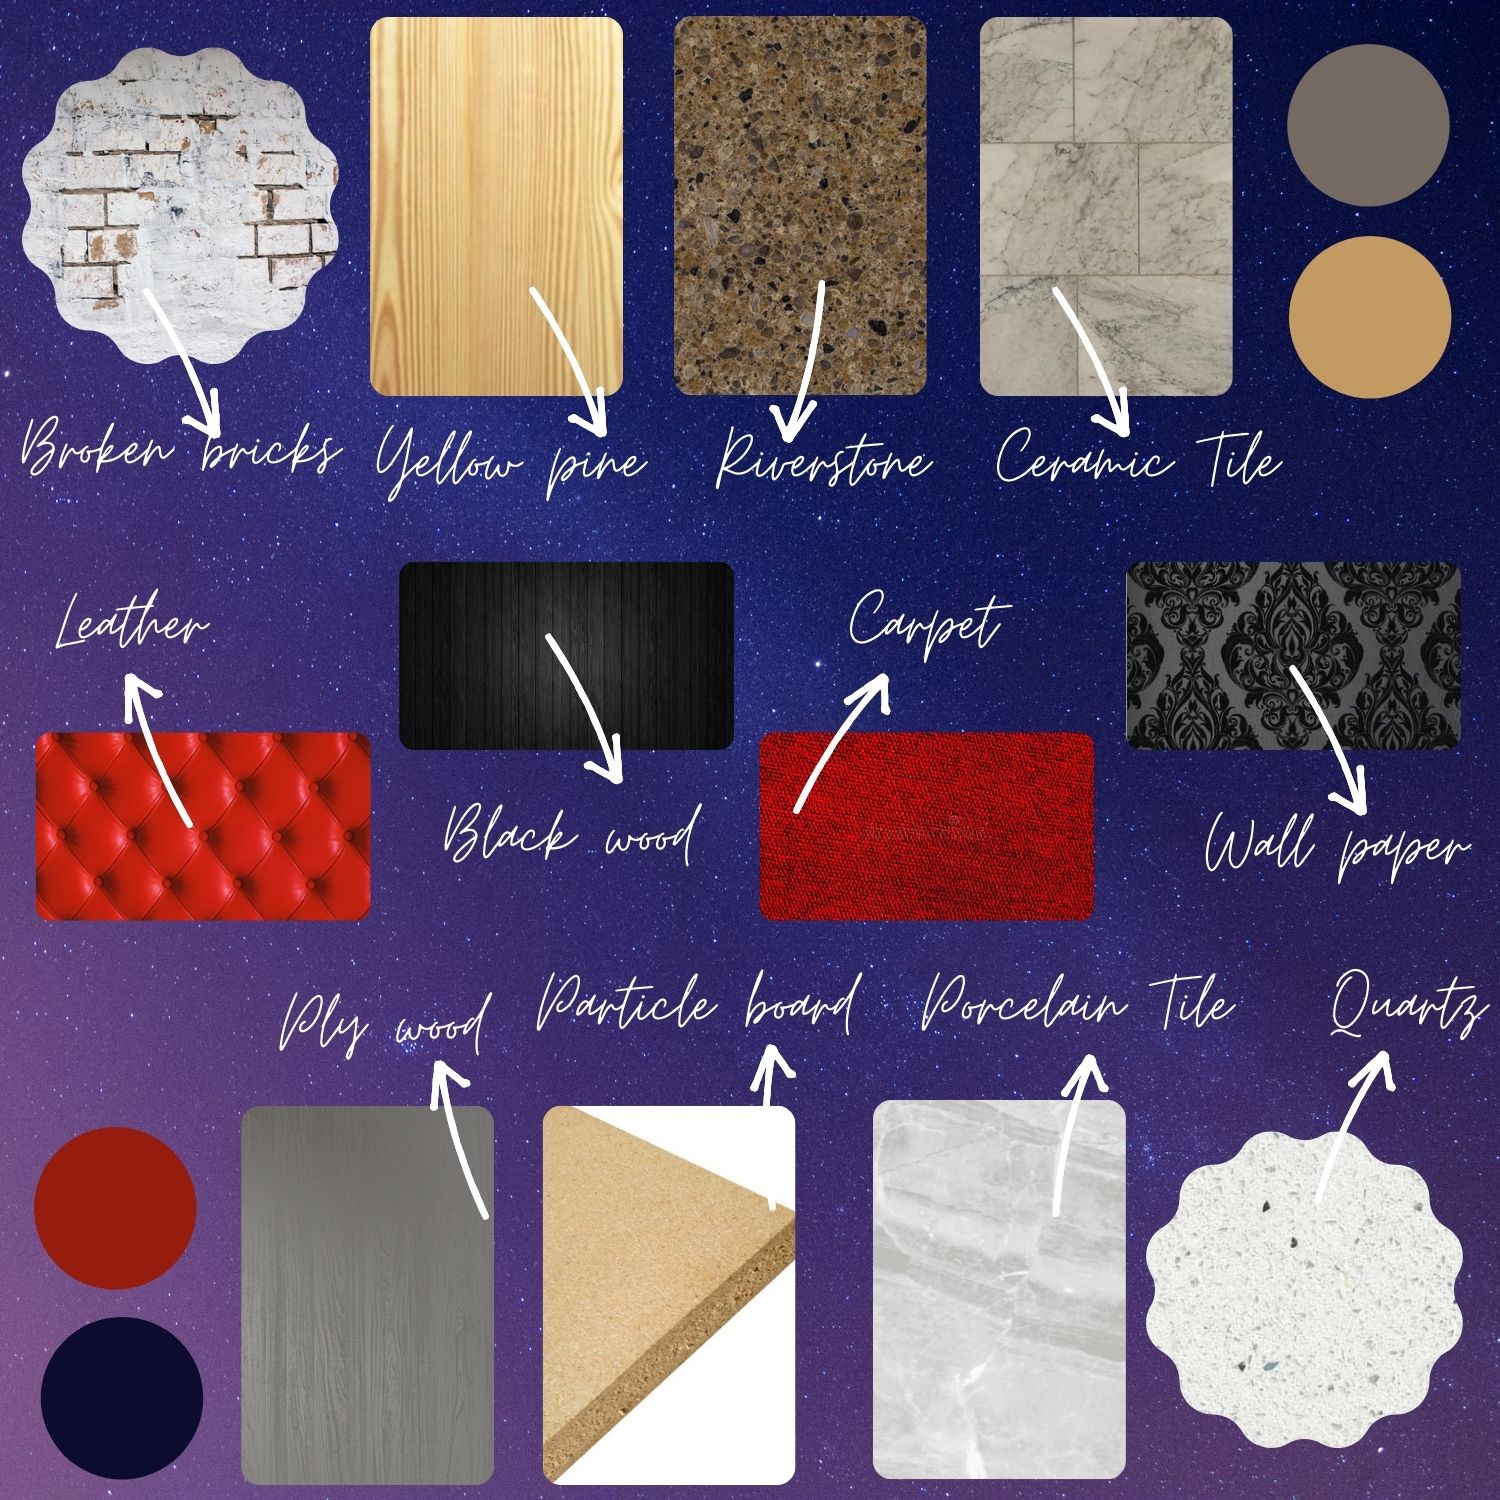 Broken bricks
Yellow pine
Riverstone
Ceramic Tile
Leather
Carpet
Black wood
Wall paper
Ply wood
Particle board
Porcelain Tile
Quartz